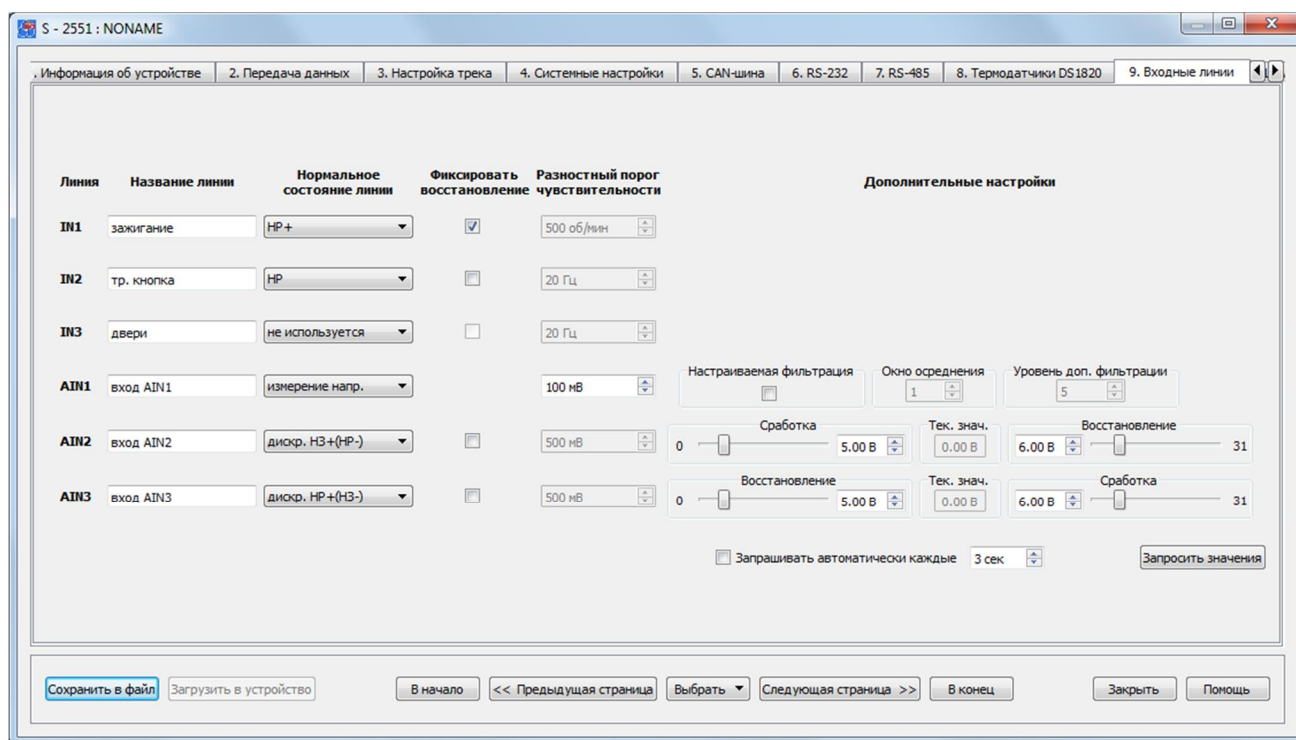 S - 2551 : NONAME
. Информация об устройстве 2. Передача данных 3. Настройка трека 4. Системные настройки 5. CAN-шина 6. RS-232 7. RS-485 8. Термодатчики DS1820 9. Входные линии
Линия Название линии Нормальное состояние линии Фиксировать восстановление Разностный порог чувствительности Дополнительные настройки
IN1 зажигание НР+ 500 об/мин
IN2 тр. кнопка НР 20 Гц
IN3 двери не используется 20 Гц
AIN1 вход AIN1 измерение напр. 100 мВ Настраиваемая фильтрация Окно осреднения 1 Уровень доп. фильтрации 5
AIN2 вход AIN2 дискр. НЗ+(НР-) 500 мВ Сработка 0 5.00 В Тек. знач. 0.00 В Восстановление 6.00 В 31
AIN3 вход AIN3 дискр. НР+(НЗ-) 500 мВ Восстановление 0 5.00 В Тек. знач. 0.00 В Сработка 6.00 В 31
Запрашивать автоматически каждые 3 сек Запросить значения
Сохранить в файл Загрузить в устройство В начало << Предыдущая страница Выбрать Следующая страница >> В конец Закрыть Помощь